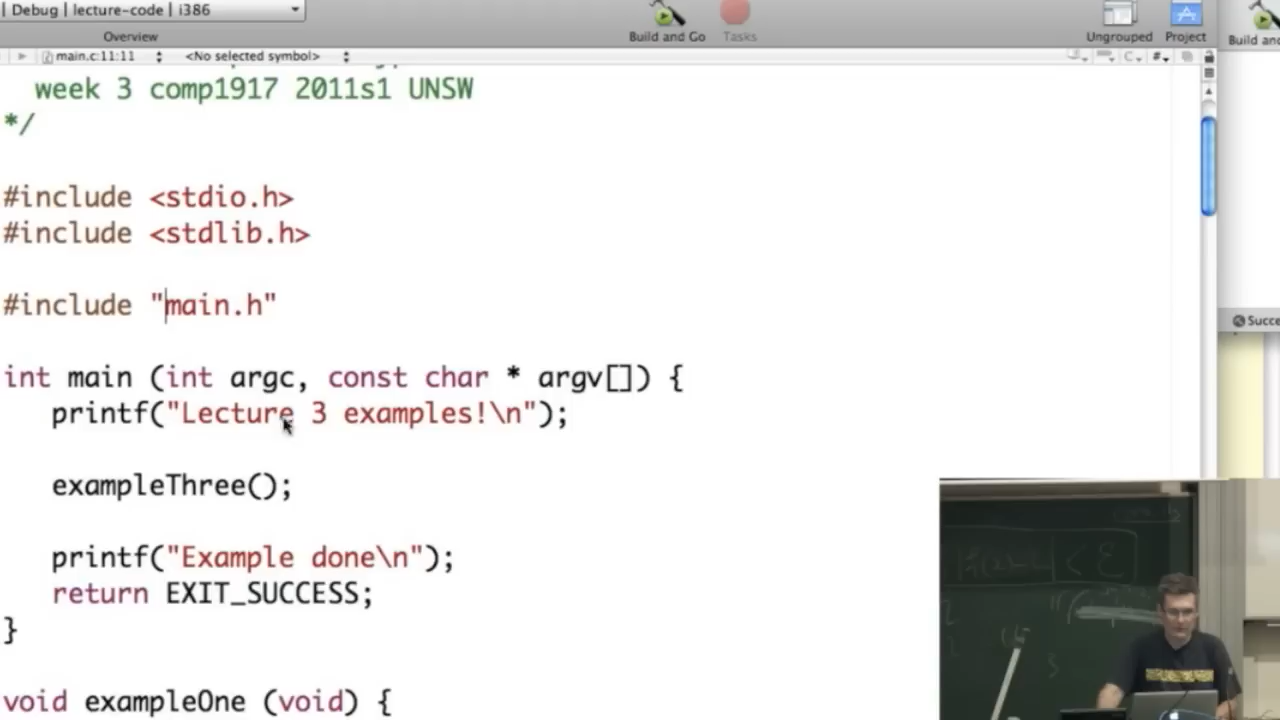 | Debug | lecture-code | i386
Overview
Build and Go
Tasks
Ungrouped
Project
Build an
main.c:11:11
<No selected symbol>
C
#
week 3 comp1917 2011s1 UNSW
*/
#include <stdio.h>
#include <stdlib.h>
#include "main.h"
Succe
int main (int argc, const char * argv[]) {
printf("Lecture 3 examples!\n");
exampleThree();
printf("Example done\n");
return EXIT_SUCCESS;
}
void exampleOne (void) {